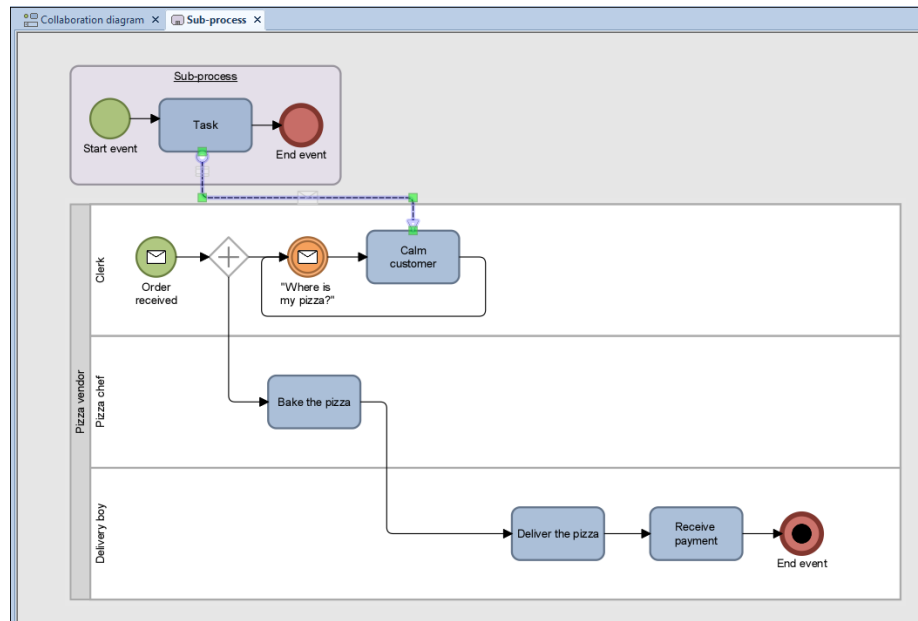 Collaboration diagram
Sub-process
Sub-process
Task
Start event
End event
Pizza vendor
Clerk
Order
received
"Where is
my pizza?"
Calm
customer
Pizza chef
Bake the pizza
Delivery boy
Deliver the pizza
Receive
payment
End event